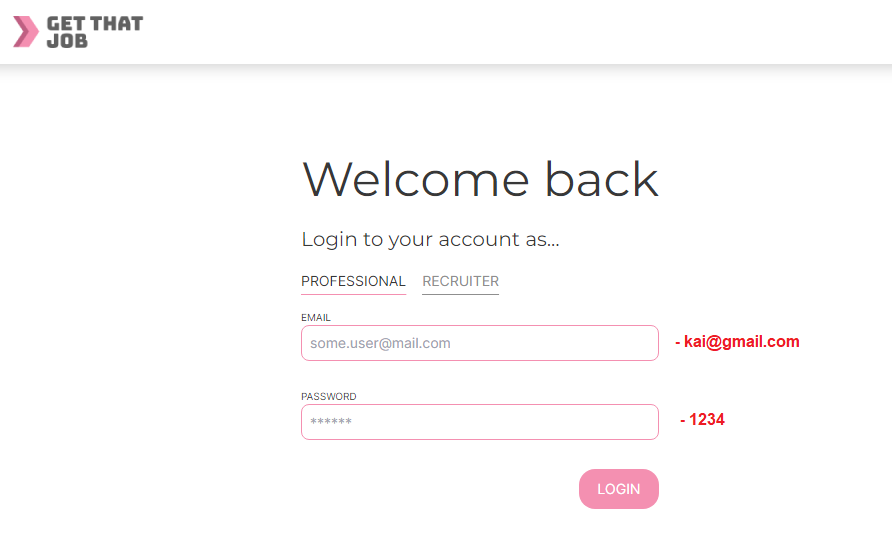 GET THAT
JOB
Welcome back
Login to your account as...
PROFESSIONAL RECRUITER
EMAIL
some.user@mail.com - kai@gmail.com
PASSWORD
****** - 1234
LOGIN